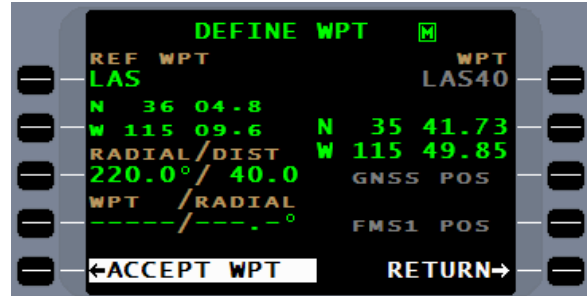 DEFINE WPT M
REF WPT WPT
LAS LAS40
N 36 04.8
W 115 09.6 N 35 41.73
RADIAL/DIST W 115 49.85
220.0°/ 40.0 GNSS POS
WPT /RADIAL
-----/---.-° FMS1 POS
←ACCEPT WPT RETURN→